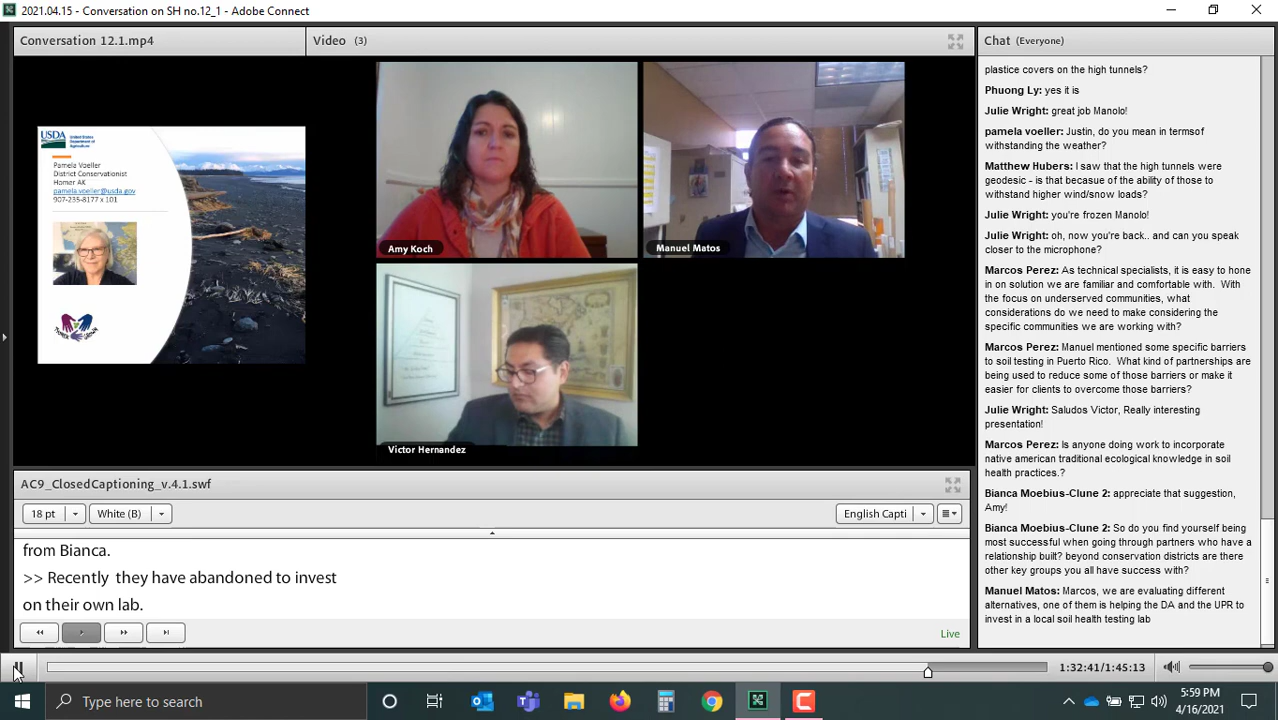 2021.04.15 - Conversation on SH no.12_1 - Adobe Connect
Conversation 12.1.mp4
Video (3)
USDA
United States
Department of
Agriculture
Pamela Voeller
District Conservationist
Homer AK
pamela.voeller@usda.gov
907-235-8177 x 101
Amy Koch
Manuel Matos
Victor Hernandez
AC9_ClosedCaptioning_v.4.1.swf
18 pt
White (B)
English Capti
from Bianca.
>> Recently they have abandoned to invest
on their own lab.
Live
Chat (Everyone)
plastice covers on the high tunnels?
Phuong Ly: yes it is
Julie Wright: great job Manolo!
pamela voeller: Justin, do you mean in termsof
withstanding the weather?
Matthew Hubers: I saw that the high tunnels were
geodesic - is that becasue of the ability of those to
withstand higher wind/snow loads?
Julie Wright: you're frozen Manolo!
Julie Wright: oh, now you're back.. and can you speak
closer to the microphone?
Marcos Perez: As technical specialists, it is easy to hone
in on solution we are familiar and comfortable with. With
the focus on underserved communities, what
considerations do we need to make considering the
specific communities we are working with?
Marcos Perez: Manuel mentioned some specific barriers
to soil testing in Puerto Rico. What kind of partnerships are
being used to reduce some of those barriers or make it
easier for clients to overcome those barriers?
Julie Wright: Saludos Victor, Really interesting
presentation!
Marcos Perez: Is anyone doing work to incorporate
native american traditional ecological knowledge in soil
health practices.?
Bianca Moebius-Clune 2: appreciate that suggestion,
Amy!
Bianca Moebius-Clune 2: So do you find yourself being
most successful when going through partners who have a
relationship built? beyond conservation districts are there
other key groups you all have success with?
Manuel Matos: Marcos, we are evaluating different
alternatives, one of them is helping the DA and the UPR to
invest in a local soil health testing lab
1:32:41/1:45:13
Type here to search
5:59 PM
4/16/2021